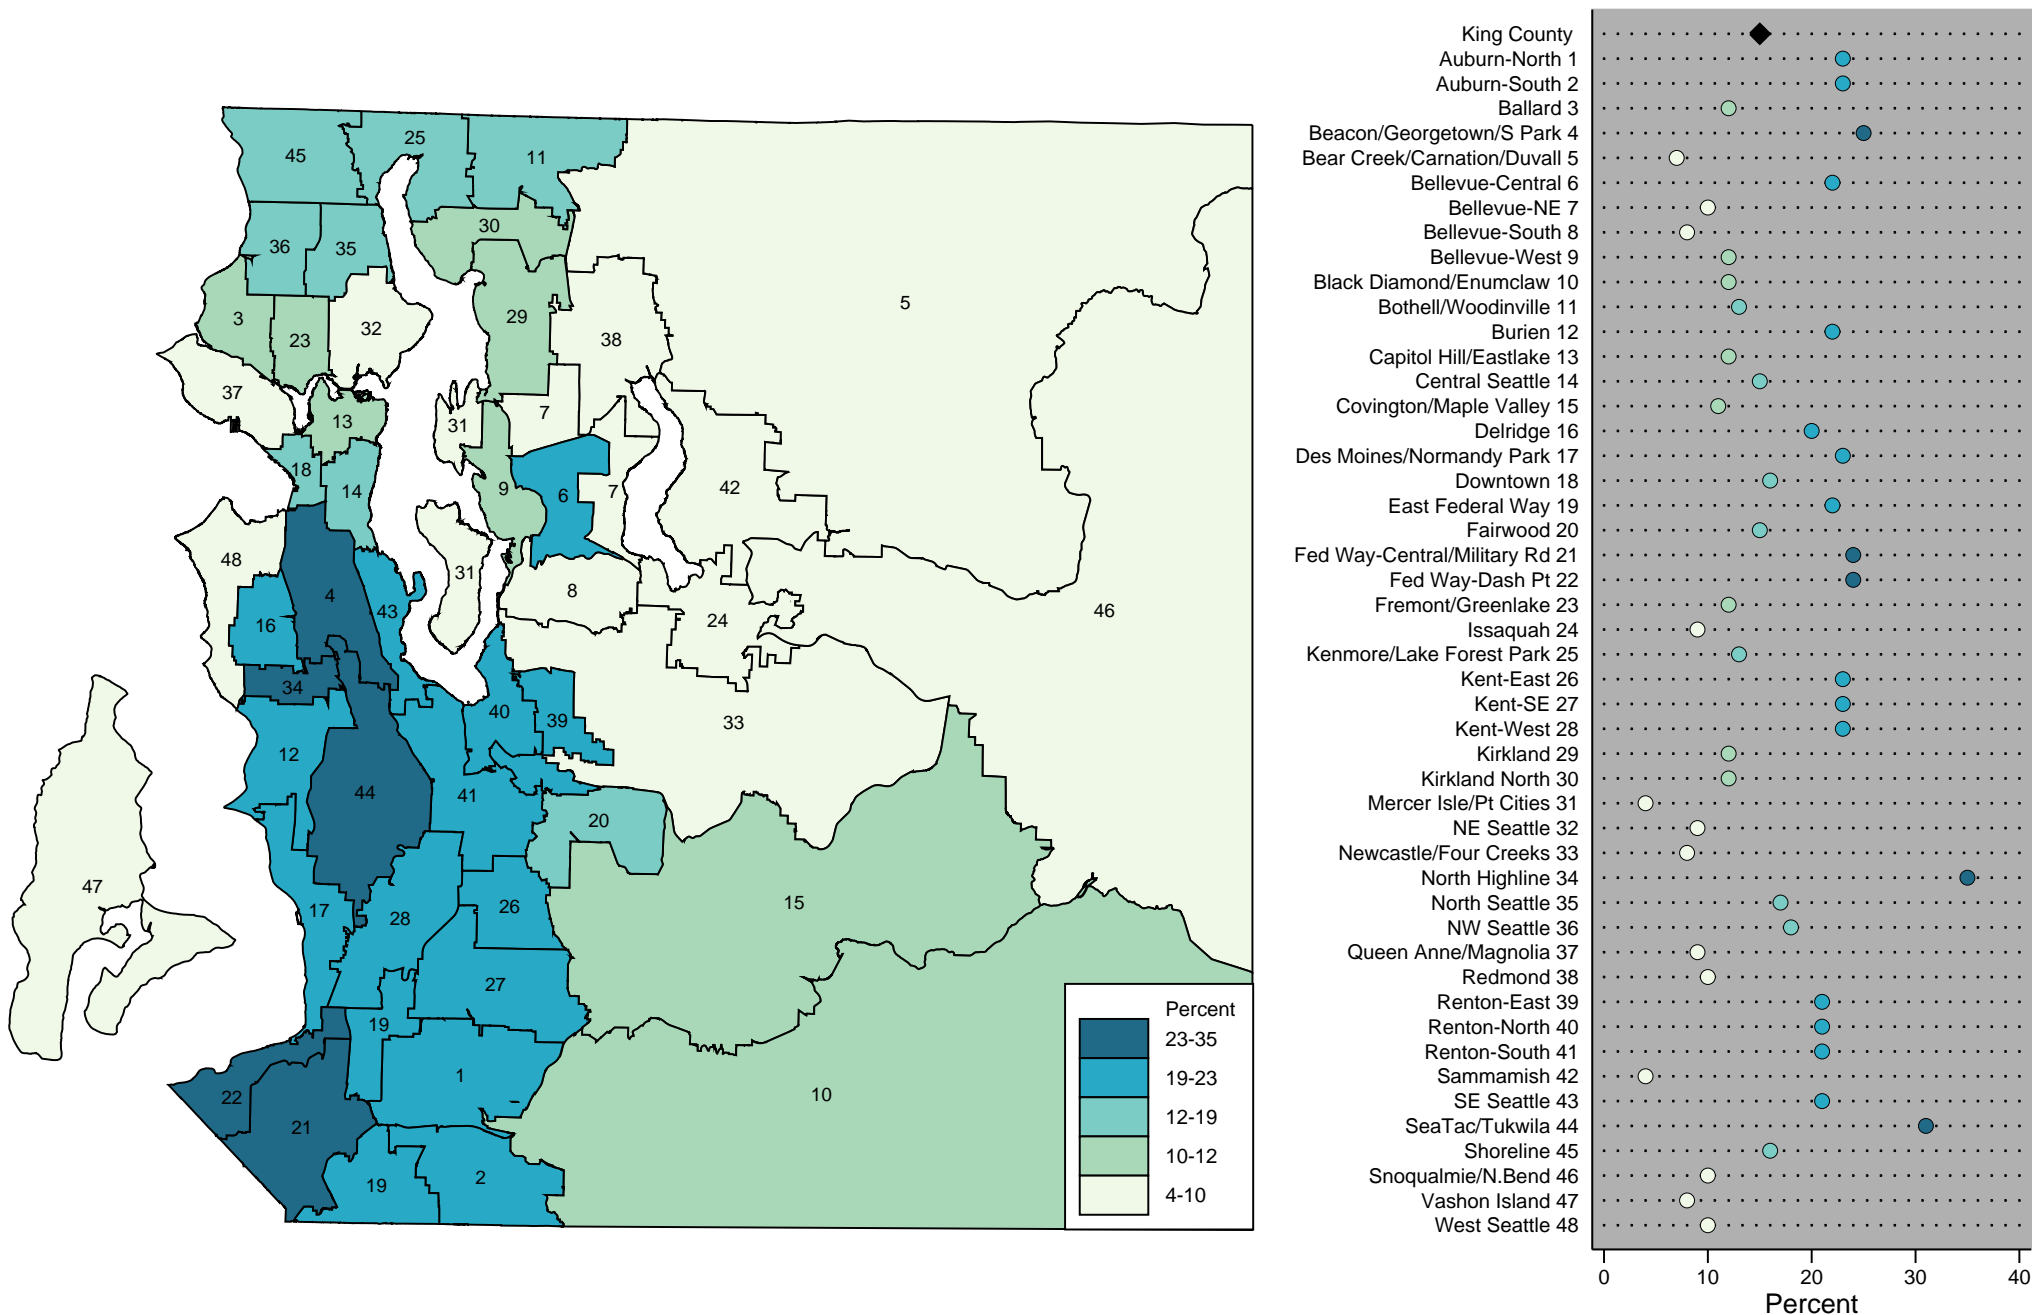 25
45
11
30
36
35
5
29
3
32
23
38
37
7
13
31
18
42
9
14
6
7
48
31
8
4
43
46
16
24
34
40
39
33
12
44
41
20
47
15
26
17
28
27
19
1
10
22
21
2
19
Percent
23-35
19-23
12-19
10-12
4-10
King County
Auburn-North 1
Auburn-South 2
Ballard 3
Beacon/Georgetown/S Park 4
Bear Creek/Carnation/Duvall 5
Bellevue-Central 6
Bellevue-NE 7
Bellevue-South 8
Bellevue-West 9
Black Diamond/Enumclaw 10
Bothell/Woodinville 11
Burien 12
Capitol Hill/Eastlake 13
Central Seattle 14
Covington/Maple Valley 15
Delridge 16
Des Moines/Normandy Park 17
Downtown 18
East Federal Way 19
Fairwood 20
Fed Way-Central/Military Rd 21
Fed Way-Dash Pt 22
Fremont/Greenlake 23
Issaquah 24
Kenmore/Lake Forest Park 25
Kent-East 26
Kent-SE 27
Kent-West 28
Kirkland 29
Kirkland North 30
Mercer Isle/Pt Cities 31
NE Seattle 32
Newcastle/Four Creeks 33
North Highline 34
North Seattle 35
NW Seattle 36
Queen Anne/Magnolia 37
Redmond 38
Renton-East 39
Renton-North 40
Renton-South 41
Sammamish 42
SE Seattle 43
SeaTac/Tukwila 44
Shoreline 45
Snoqualmie/N.Bend 46
Vashon Island 47
West Seattle 48
0 10 20 30 40
Percent